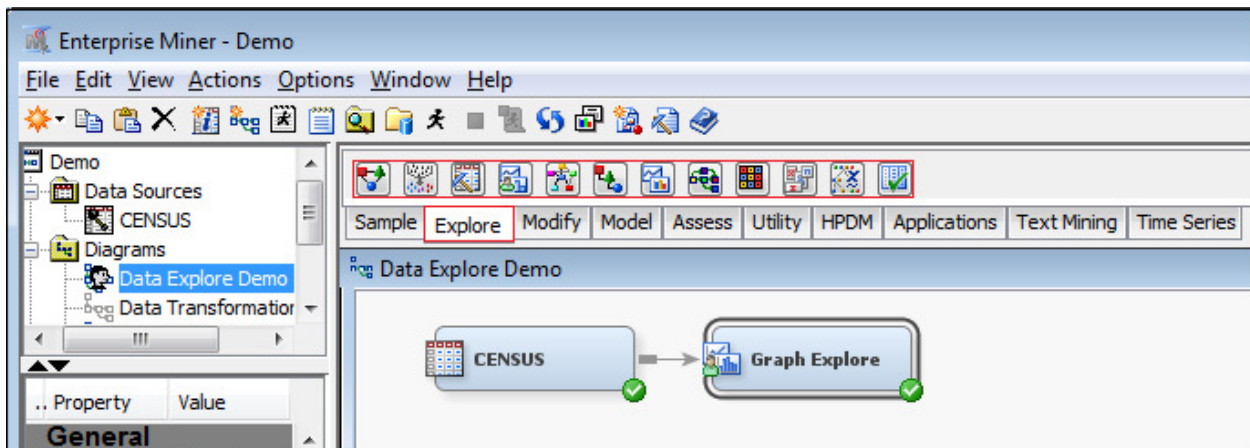 Enterprise Miner - Demo
File Edit View Actions Options Window Help
Demo
Data Sources
CENSUS
Diagrams
Data Explore Demo
Data Transformation
Sample Explore Modify Model Assess Utility HPDM Applications Text Mining Time Series
Data Explore Demo
CENSUS
Graph Explore
.. Property Value
General